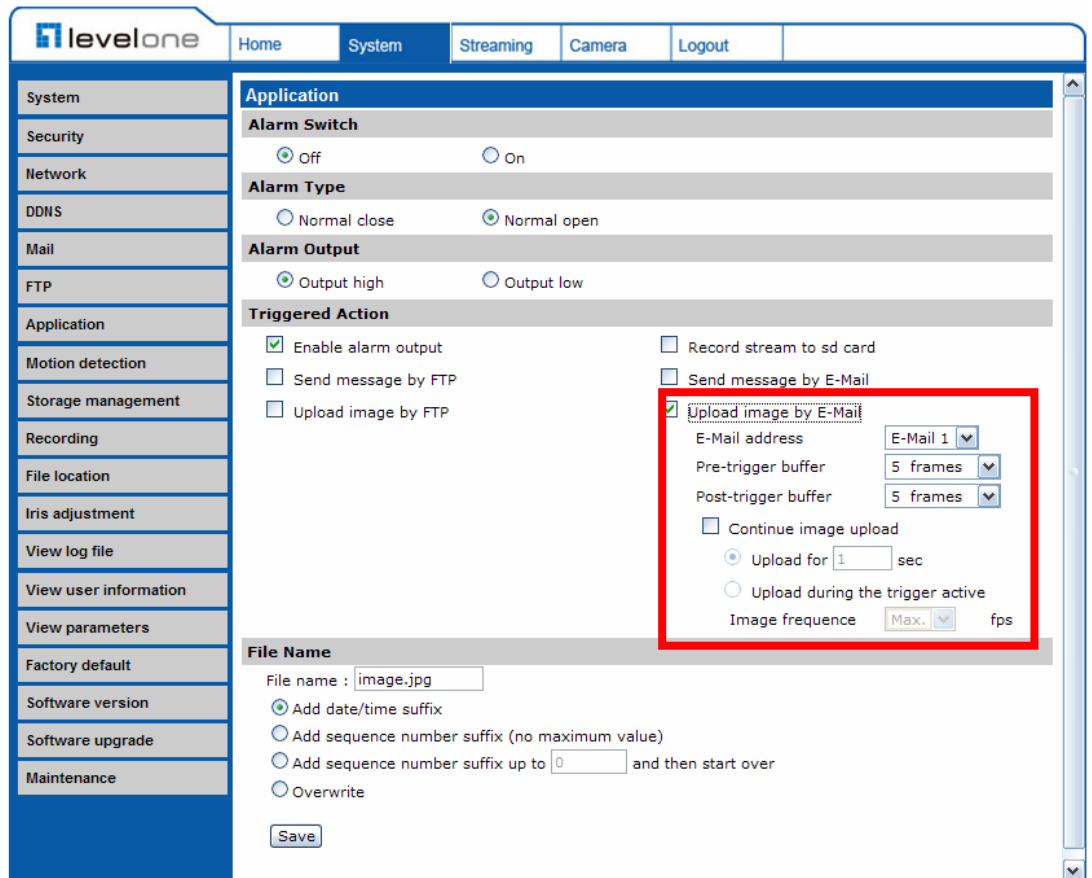 levelone
Home System Streaming Camera Logout
System
Security
Network
DDNS
Mail
FTP
Application
Motion detection
Storage management
Recording
File location
Iris adjustment
View log file
View user information
View parameters
Factory default
Software version
Software upgrade
Maintenance
Application
Alarm Switch
Off On
Alarm Type
Normal close Normal open
Alarm Output
Output high Output low
Triggered Action
Enable alarm output Record stream to sd card
Send message by FTP Send message by E-Mail
Upload image by FTP Upload image by E-Mail
E-Mail address E-Mail 1
Pre-trigger buffer 5 frames
Post-trigger buffer 5 frames
Continue image upload
Upload for 1 sec
Upload during the trigger active
Image frequence Max. fps
File Name
File name : image.jpg
Add date/time suffix
Add sequence number suffix (no maximum value)
Add sequence number suffix up to 0 and then start over
Overwrite
Save